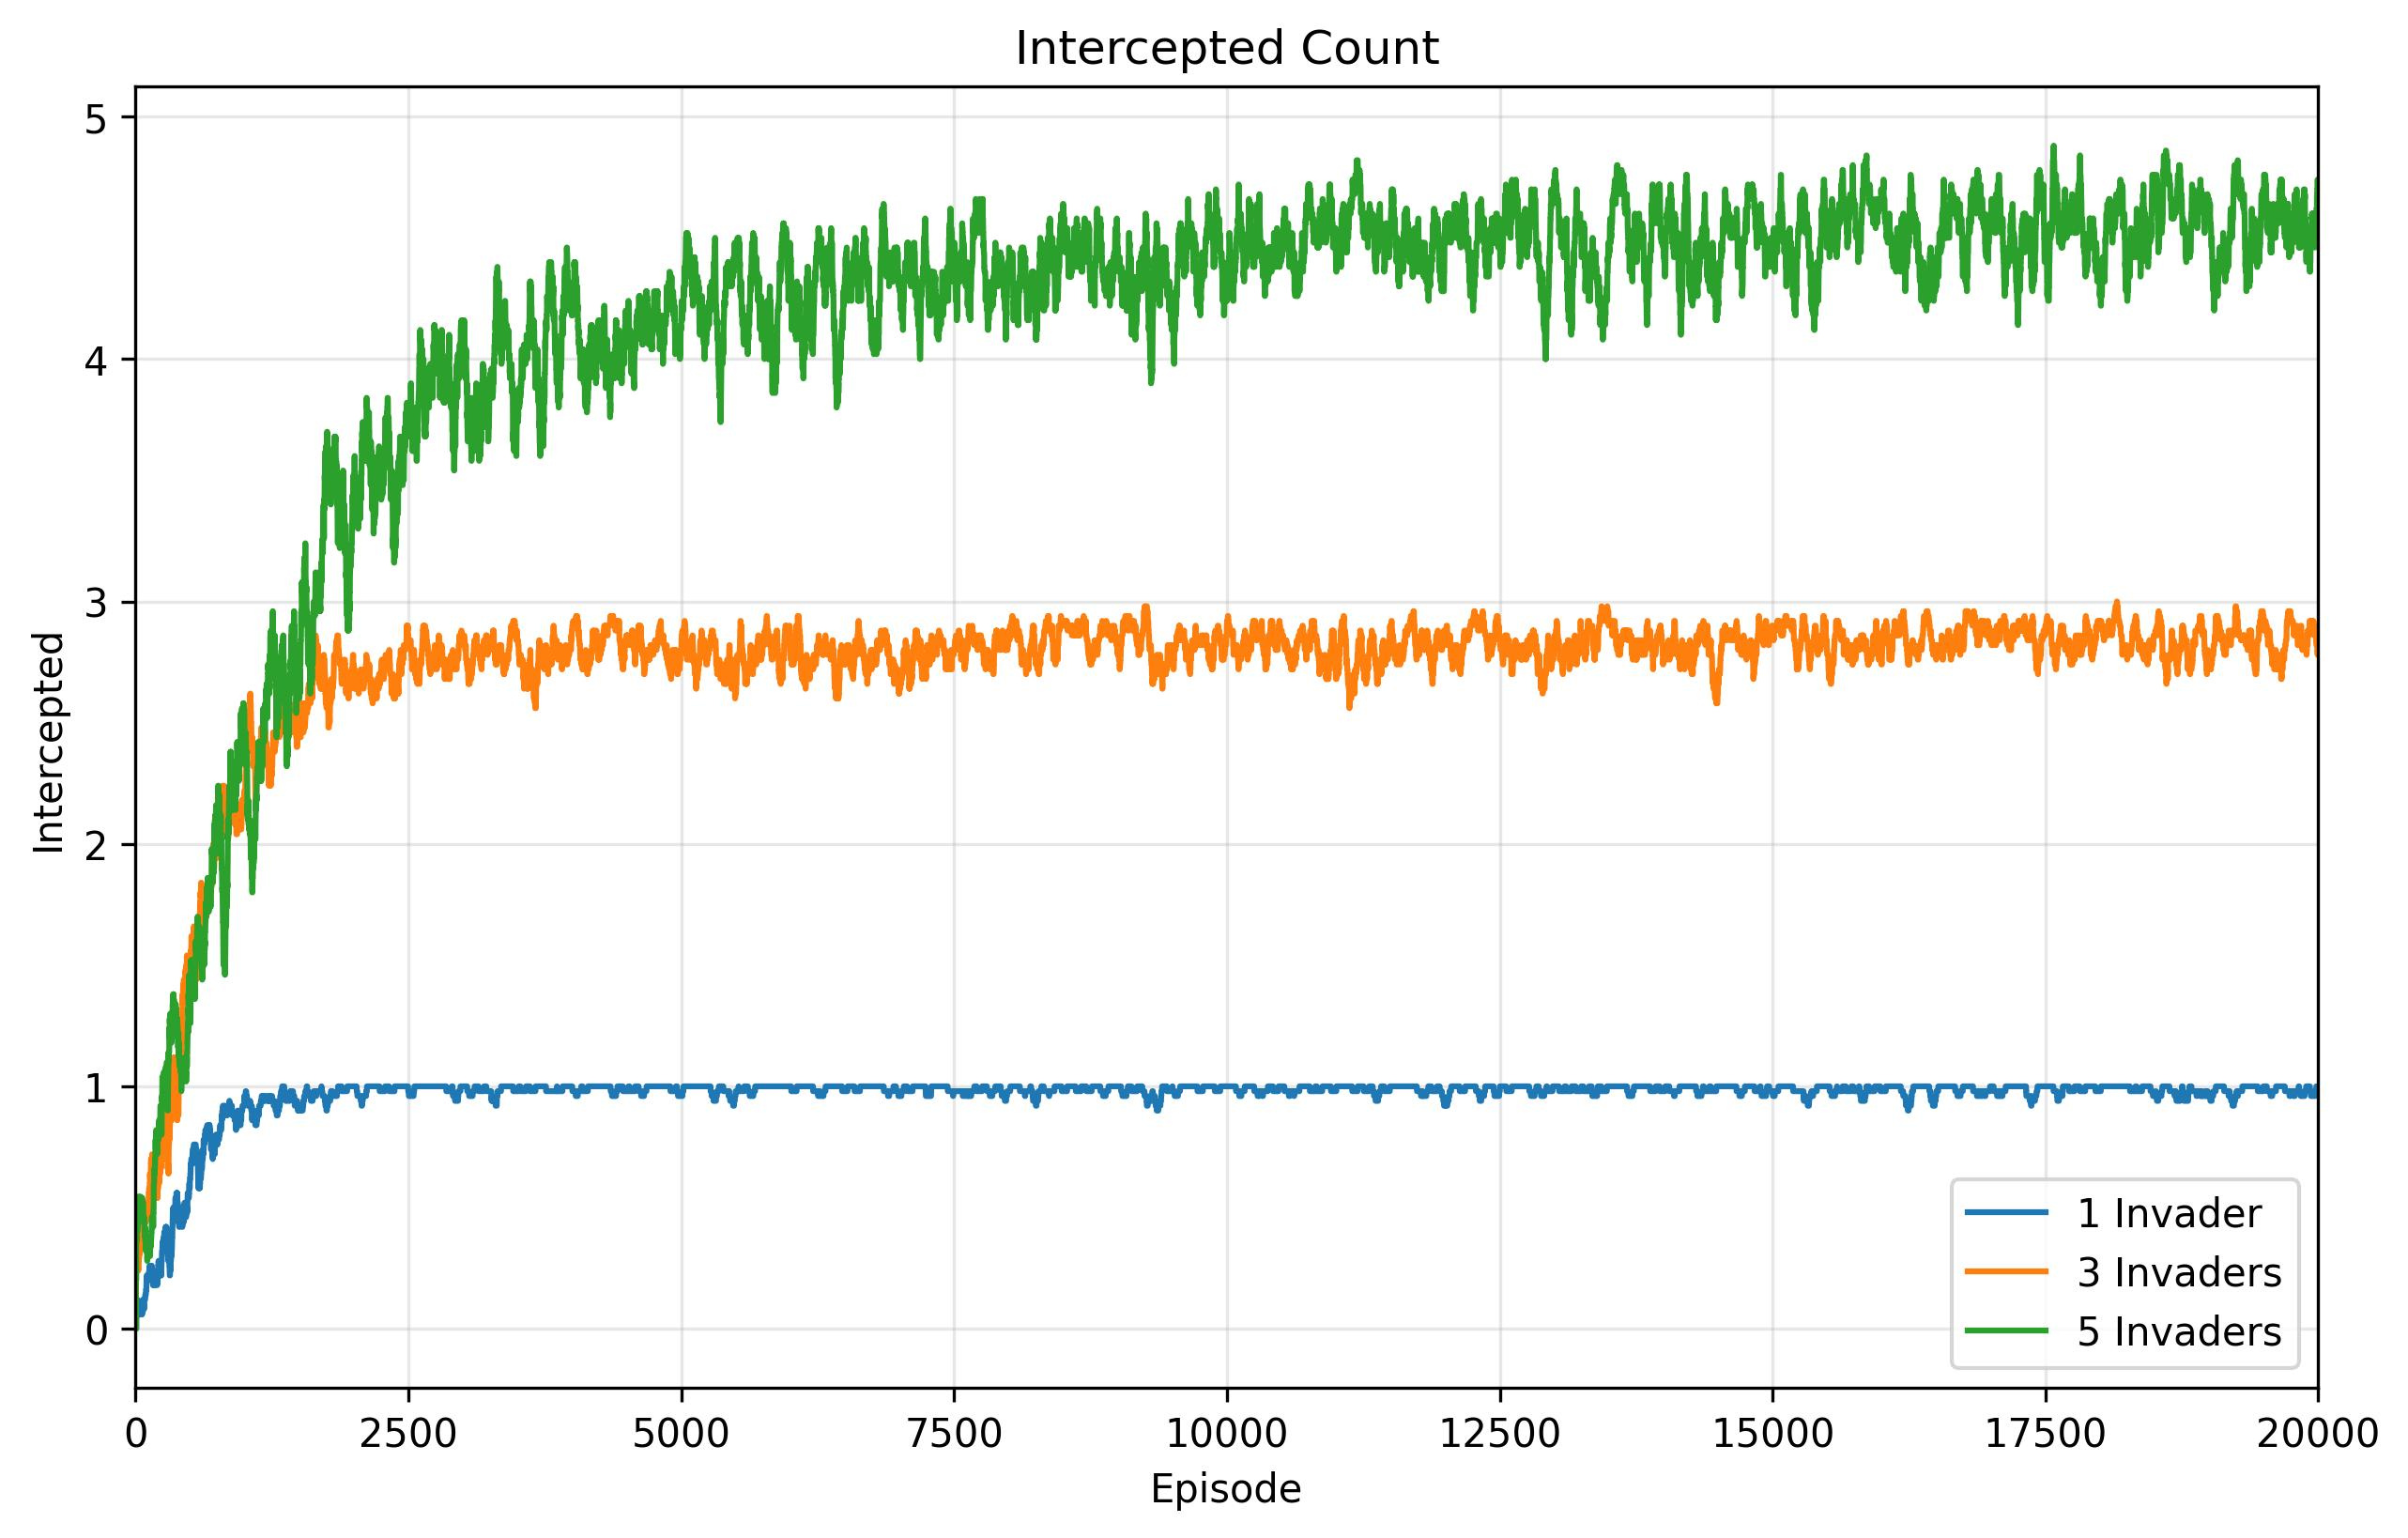 Intercepted Count
Intercepted
5
4
3
2
1
0
0 2500 5000 7500 10000 12500 15000 17500 20000
Episode
1 Invader
3 Invaders
5 Invaders